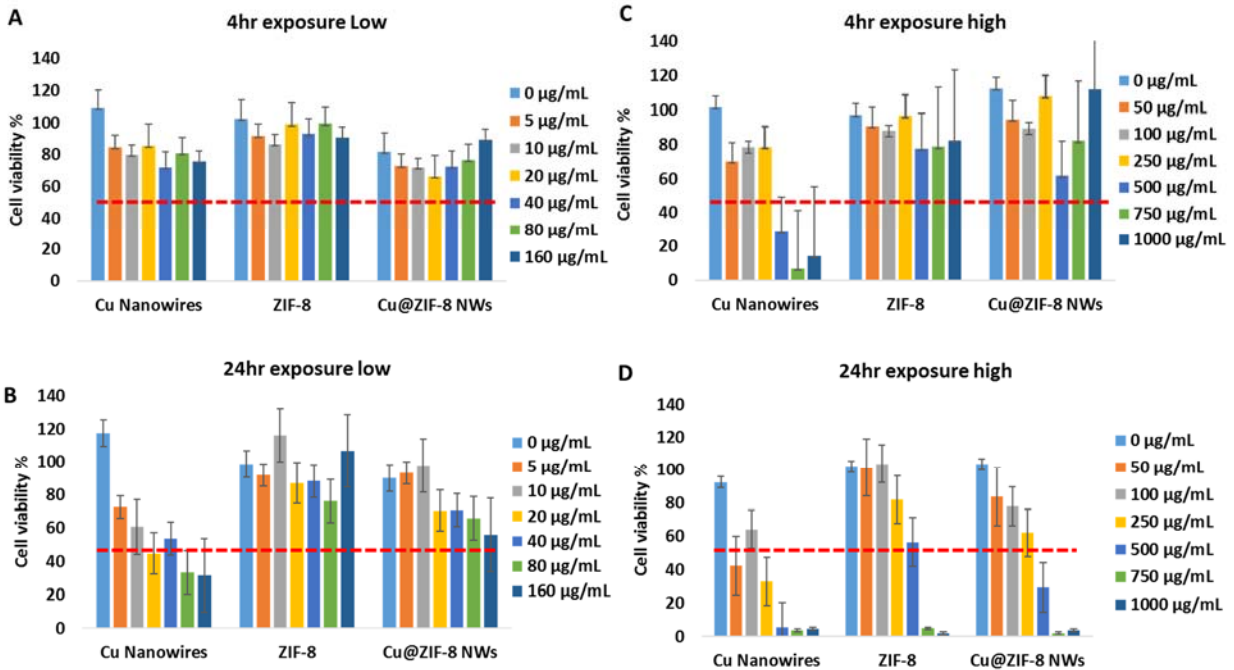 A
4hr exposure Low
Cell viability %
140
120
100
80
60
40
20
0
Cu Nanowires
ZIF-8
Cu@ZIF-8 NWs
0 µg/mL
5 µg/mL
10 µg/mL
20 µg/mL
40 µg/mL
80 µg/mL
160 µg/mL
C
4hr exposure high
Cell viability %
140
120
100
80
60
40
20
0
Cu Nanowires
ZIF-8
Cu@ZIF-8 NWs
0 µg/mL
50 µg/mL
100 µg/mL
250 µg/mL
500 µg/mL
750 µg/mL
1000 µg/mL
B
24hr exposure low
Cell viability %
140
120
100
80
60
40
20
0
Cu Nanowires
ZIF-8
Cu@ZIF-8 NWs
0 µg/mL
5 µg/mL
10 µg/mL
20 µg/mL
40 µg/mL
80 µg/mL
160 µg/mL
D
24hr exposure high
Cell viability %
140
120
100
80
60
40
20
0
Cu Nanowires
ZIF-8
Cu@ZIF-8 NWs
0 µg/mL
50 µg/mL
100 µg/mL
250 µg/mL
500 µg/mL
750 µg/mL
1000 µg/mL